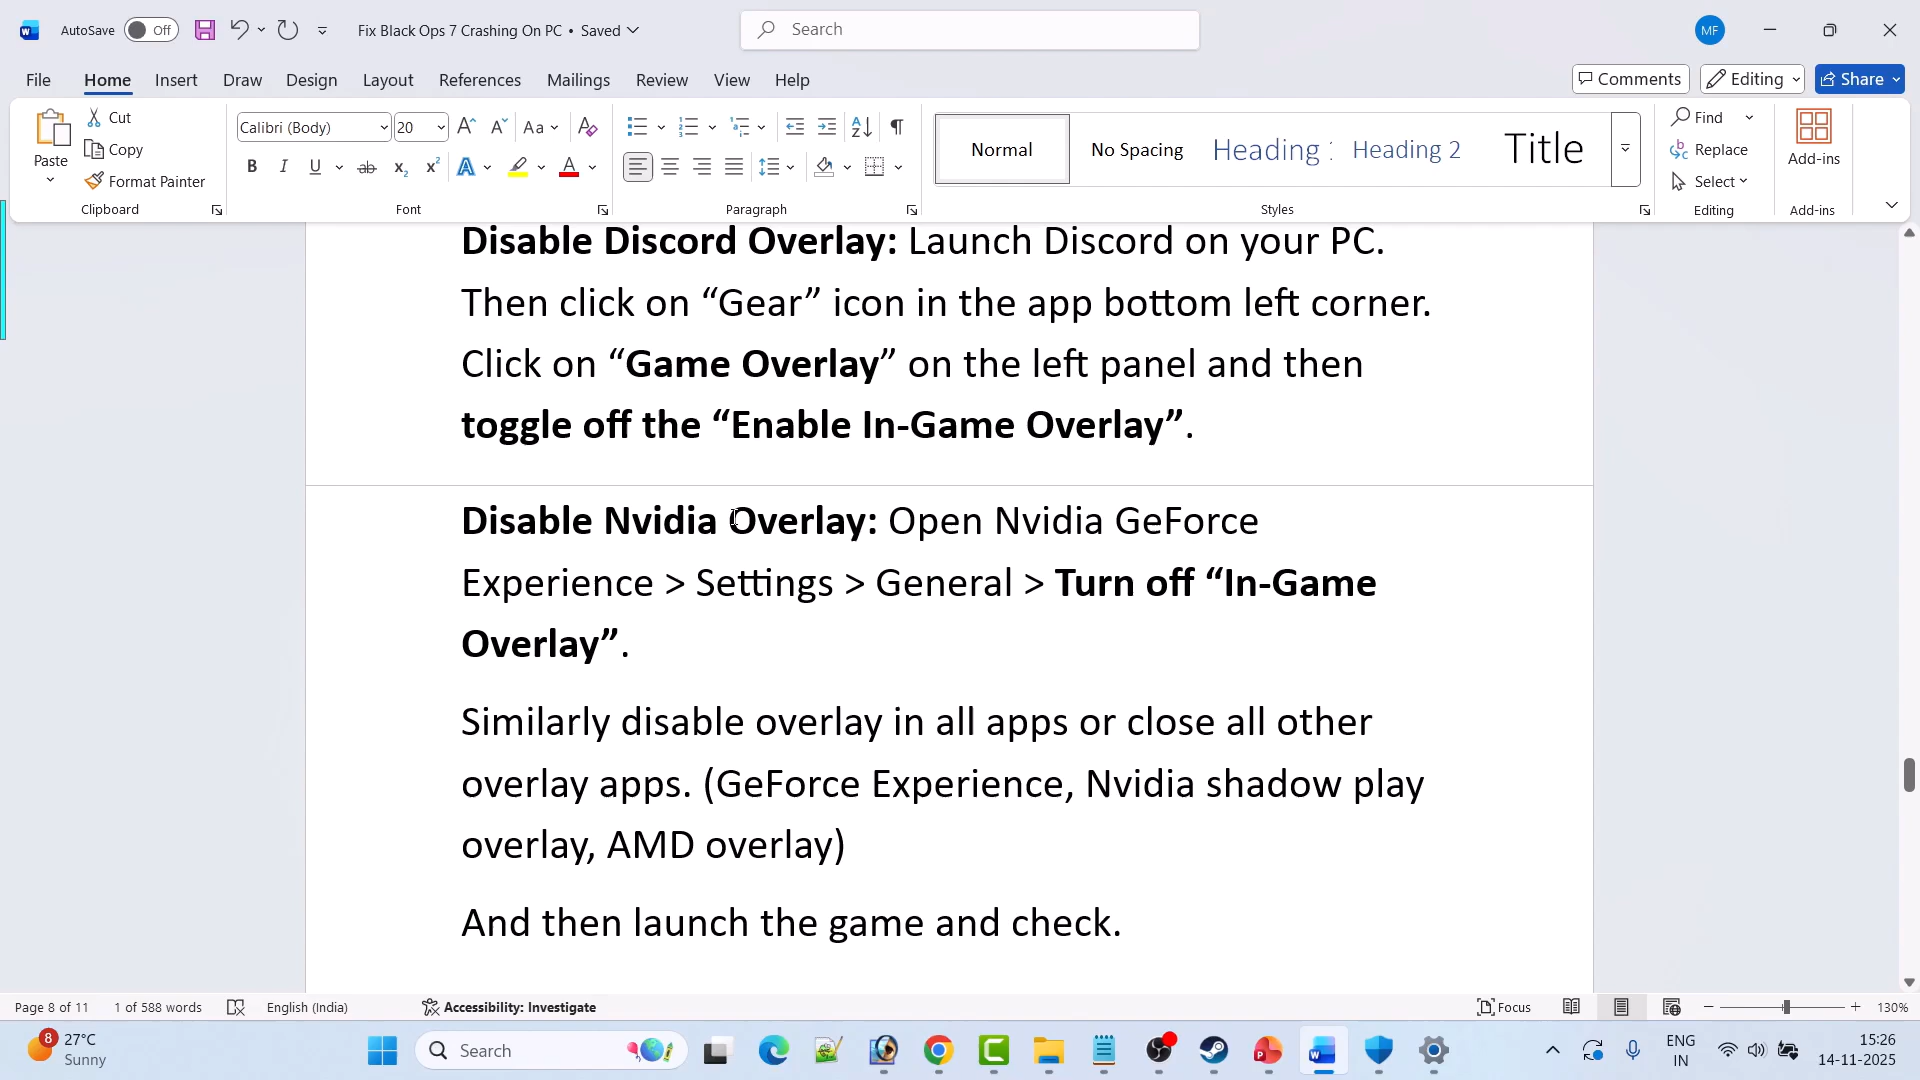 AutoSave Off Fix Black Ops 7 Crashing On PC • Saved Search MF
File Home Insert Draw Design Layout References Mailings Review View Help Comments Editing Share
Paste Cut Copy Format Painter
Calibri (Body) 20 Aa
B I U ab x₂ x² A A
Normal No Spacing Heading 1 Heading 2 Title
Find Replace Select
Add-ins
Clipboard Font Paragraph Styles Editing Add-ins
Disable Discord Overlay: Launch Discord on your PC.
Then click on “Gear” icon in the app bottom left corner.
Click on “Game Overlay” on the left panel and then
toggle off the “Enable In-Game Overlay”.
Disable Nvidia Overlay: Open Nvidia GeForce
Experience > Settings > General > Turn off “In-Game
Overlay”.
Similarly disable overlay in all apps or close all other
overlay apps. (GeForce Experience, Nvidia shadow play
overlay, AMD overlay)
And then launch the game and check.
Page 8 of 11 1 of 588 words English (India) Accessibility: Investigate Focus 130%
8 27°C
Sunny
Search
ENG
IN
15:26
14-11-2025